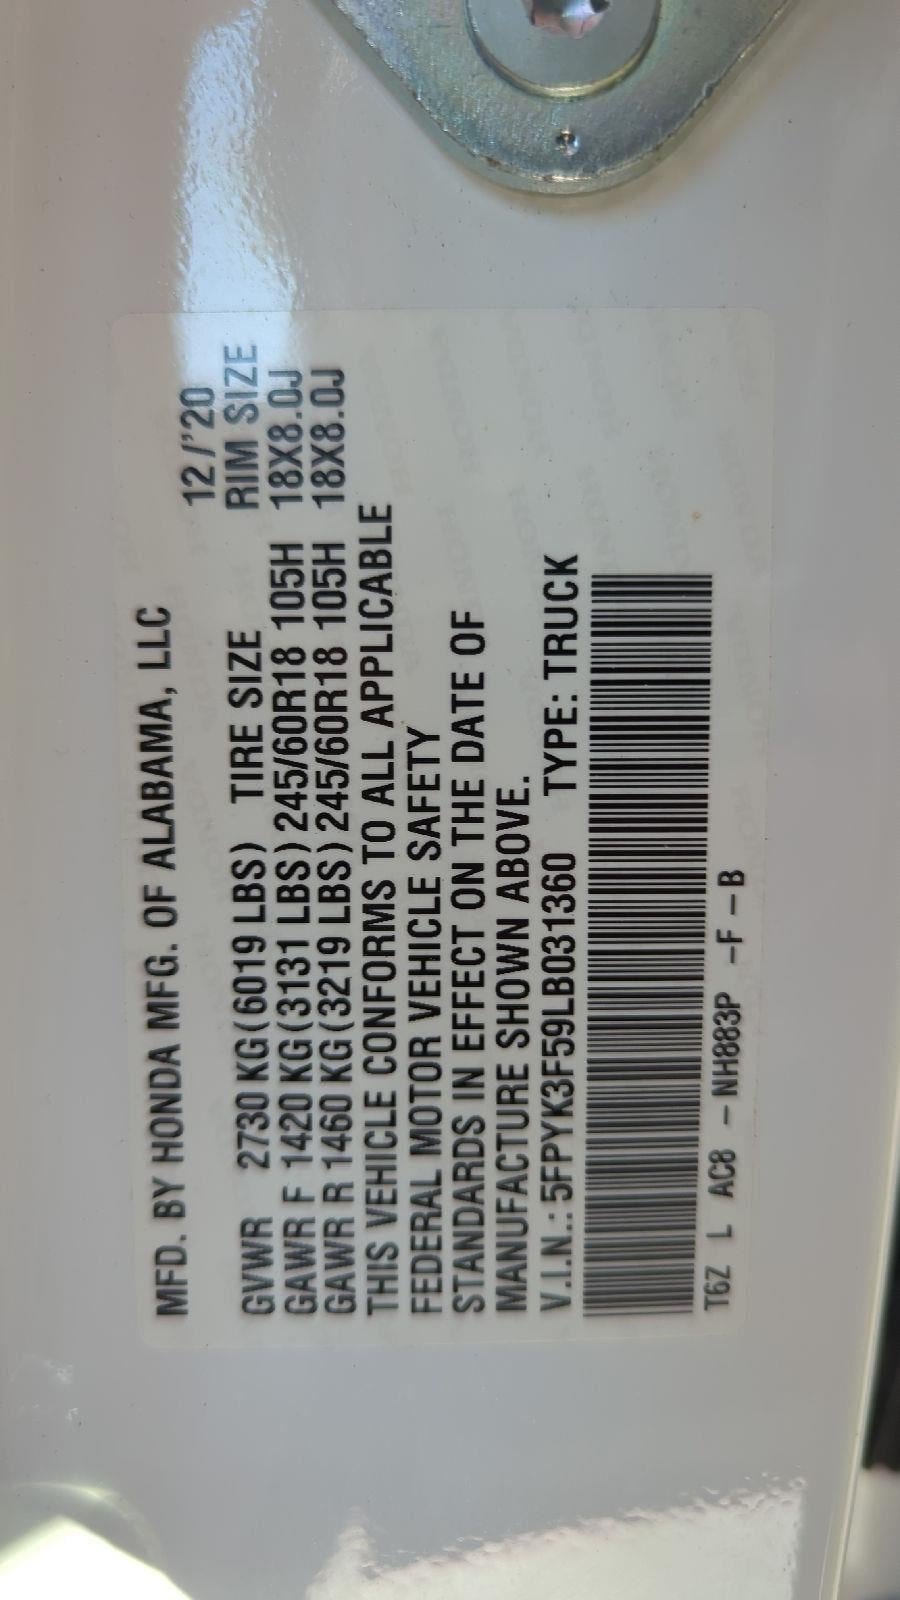 MFD. BY HONDA MFG. OF ALABAMA, LLC
12/'20
GVWR 2730 KG(6019 LBS) TIRE SIZE RIM SIZE
GAWR F 1420 KG(3131 LBS) 245/60R18 105H 18X8.0J
GAWR R 1460 KG(3219 LBS) 245/60R18 105H 18X8.0J
THIS VEHICLE CONFORMS TO ALL APPLICABLE
FEDERAL MOTOR VEHICLE SAFETY
STANDARDS IN EFFECT ON THE DATE OF
MANUFACTURE SHOWN ABOVE.
V.I.N.: 5FPYK3F59LB031360 TYPE: TRUCK
T6Z L AC8 - NH883P - F - B